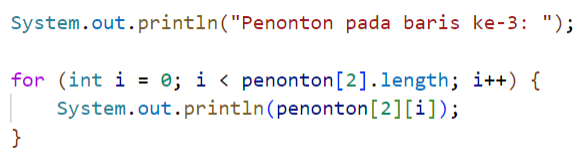 System.out.println("Penonton pada baris ke-3: ");
for (int i = 0; i < penonton[2].length; i++) {
System.out.println(penonton[2][i]);
}